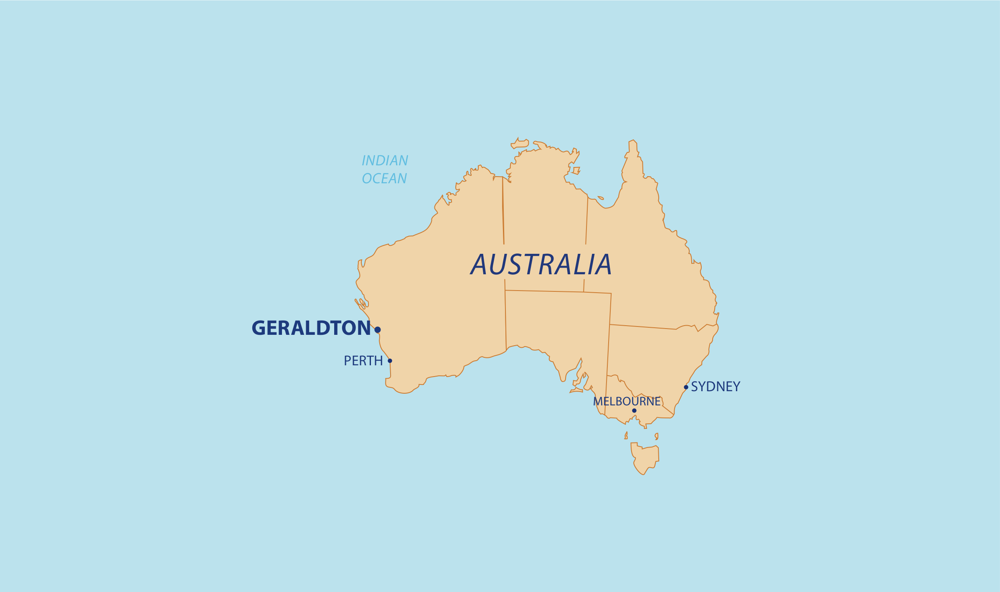 INDIAN
OCEAN
AUSTRALIA
GERALDTON
PERTH
SYDNEY
MELBOURNE